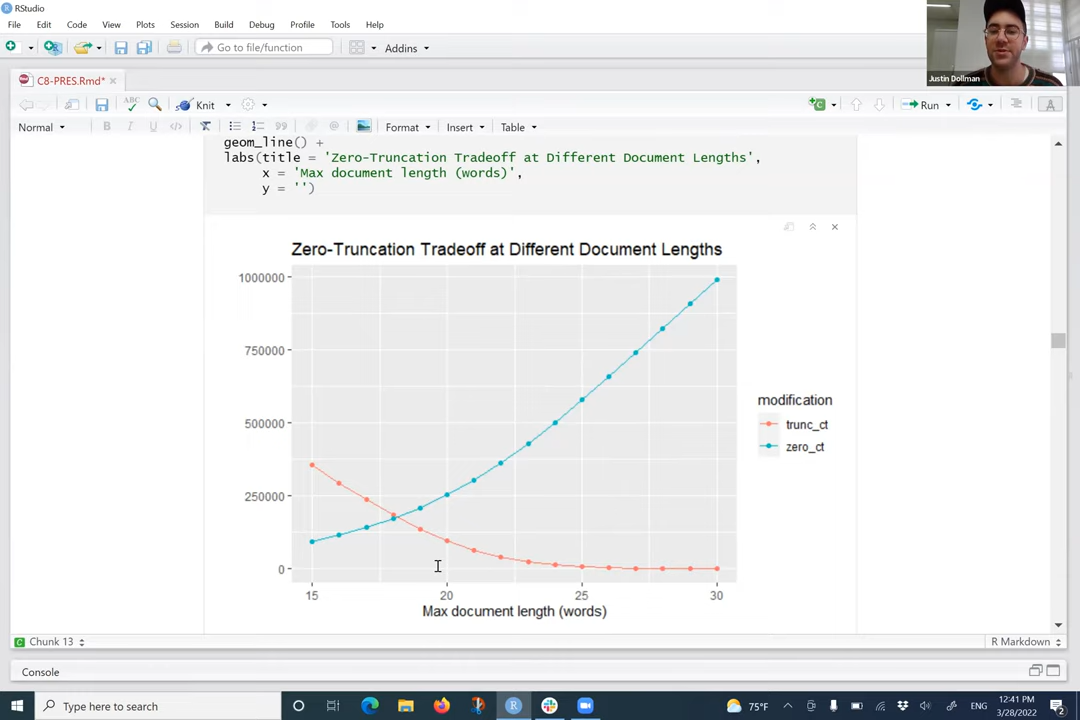 RStudio
File Edit Code View Plots Session Build Debug Profile Tools Help
Go to file/function Addins
Justin Dollman
C8-PRES.Rmd*
ABC Knit Run
Normal B I U Format Insert Table
geom_line() +
labs(title = 'Zero-Truncation Tradeoff at Different Document Lengths',
x = 'Max document length (words)',
y = '')
Zero-Truncation Tradeoff at Different Document Lengths
1000000
750000
500000
250000
0
15 20 25 30
Max document length (words)
modification
trunc_ct
zero_ct
Chunk 13 R Markdown
Console
Type here to search 75°F ENG 12:41 PM
3/28/2022 2